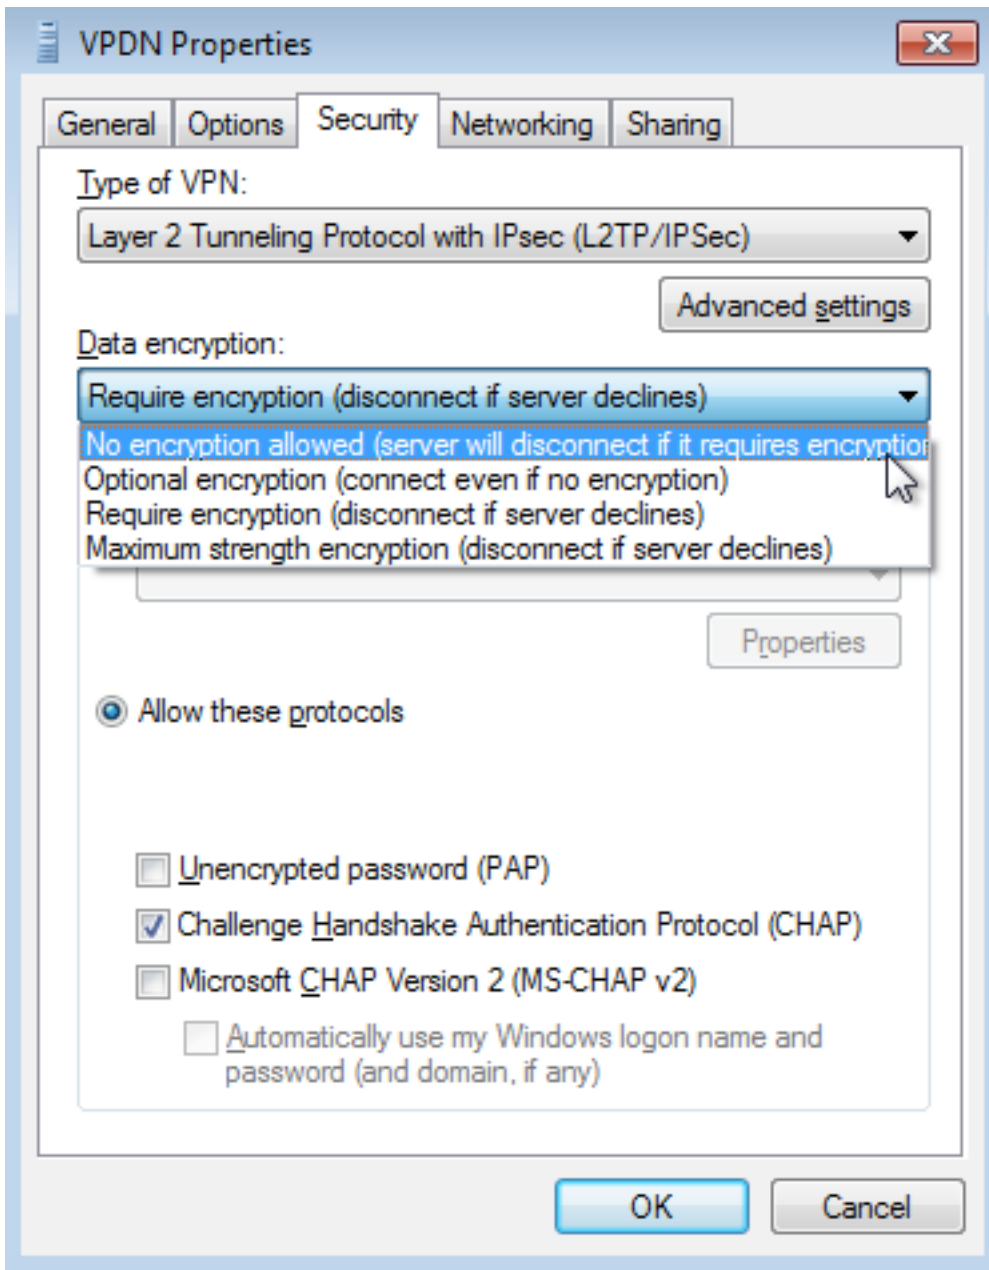 VPDN Properties
General Options Security Networking Sharing
Type of VPN:
Layer 2 Tunneling Protocol with IPsec (L2TP/IPSec)
Advanced settings
Data encryption:
Require encryption (disconnect if server declines)
No encryption allowed (server will disconnect if it requires encryption
Optional encryption (connect even if no encryption)
Require encryption (disconnect if server declines)
Maximum strength encryption (disconnect if server declines)
Properties
Allow these protocols
Unencrypted password (PAP)
Challenge Handshake Authentication Protocol (CHAP)
Microsoft CHAP Version 2 (MS-CHAP v2)
Automatically use my Windows logon name and
password (and domain, if any)
OK Cancel